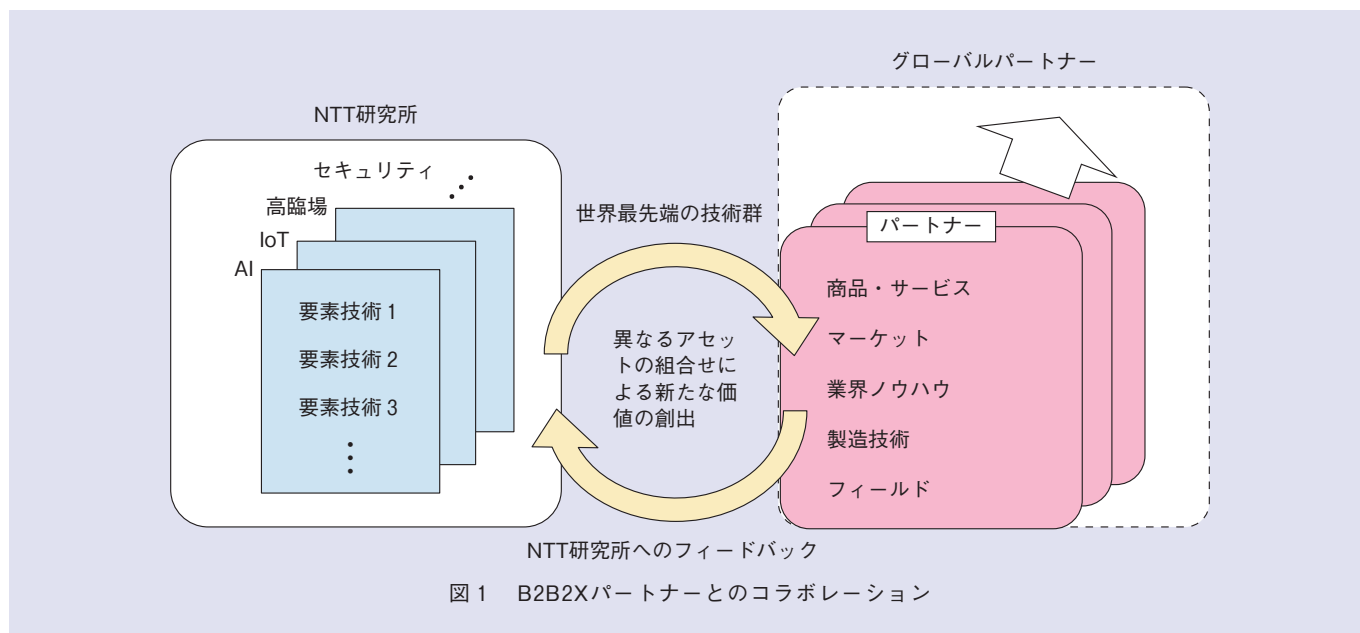 グローバルパートナー
NTT研究所
セキュリティ
高臨場
IoT
AI
要素技術 1
要素技術 2
要素技術 3
世界最先端の技術群
異なるアセッ
トの組合せに
よる新たな価
値の創出
NTT研究所へのフィードバック
パートナー
商品・サービス
マーケット
業界ノウハウ
製造技術
フィールド
図 1 B2B2Xパートナーとのコラボレーション